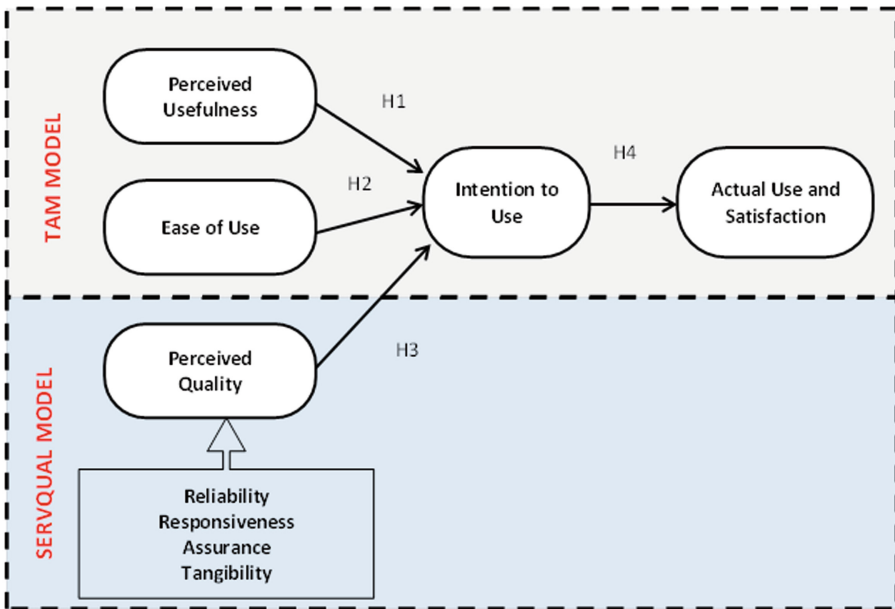 TAM MODEL
Perceived
Usefulness
H1
Ease of Use
H2
Intention to
Use
H4
Actual Use and
Satisfaction
SERVQUAL MODEL
Perceived
Quality
H3
Reliability
Responsiveness
Assurance
Tangibility